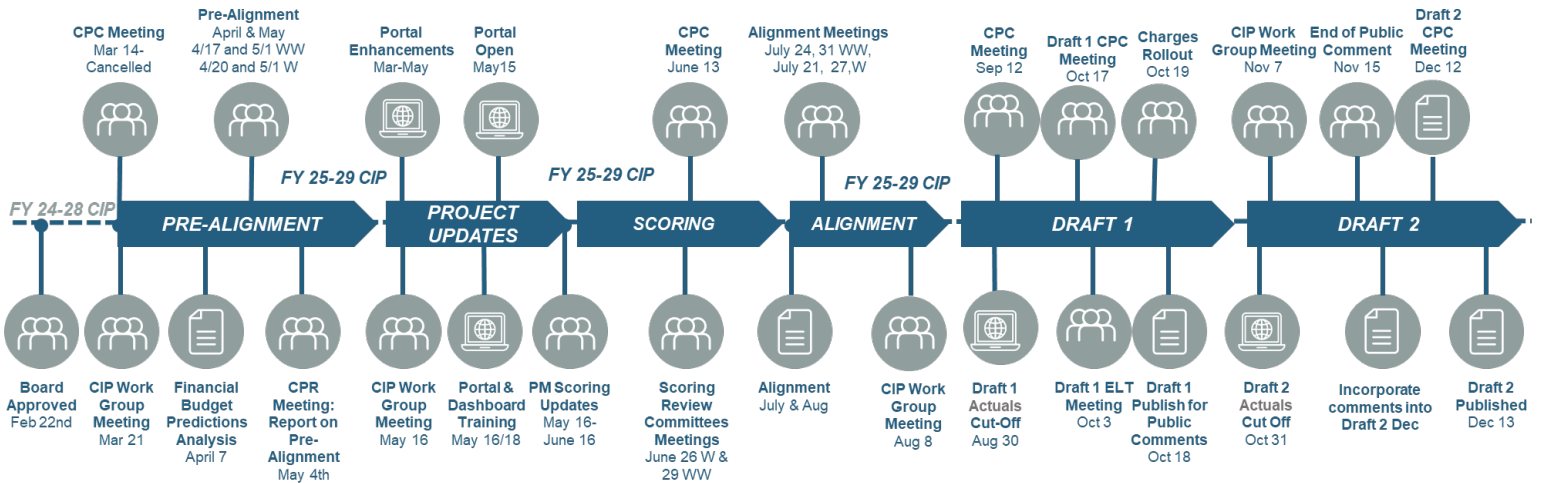 CPC Meeting
Mar 14-
Cancelled
Pre-Alignment
April & May
4/17 and 5/1 WW
4/20 and 5/1 W
Portal
Enhancements
Mar-May
Portal
Open
May15
CPC
Meeting
June 13
Alignment Meetings
July 24, 31 WW,
July 21, 27,W
CPC
Meeting
Sep 12
Draft 1 CPC
Meeting
Oct 17
Charges
Rollout
Oct 19
CIP Work
Group Meeting
Nov 7
End of Public
Comment
Nov 15
Draft 2
CPC
Meeting
Dec 12
FY 24-28 CIP
FY 25-29 CIP
FY 25-29 CIP
FY 25-29 CIP
PRE-ALIGNMENT
PROJECT
UPDATES
SCORING
ALIGNMENT
DRAFT 1
DRAFT 2
Board
Approved
Feb 22nd
CIP Work
Group
Meeting
Mar 21
Financial
Budget
Predictions
Analysis
April 7
CPR
Meeting:
Report on
Pre-
Alignment
May 4th
CIP Work
Group
Meeting
May 16
Portal &
Dashboard
Training
May 16/18
PM Scoring
Updates
May 16-
June 16
Scoring
Review
Committees
Meetings
June 26 W &
29 WW
Alignment
July & Aug
CIP Work
Group
Meeting
Aug 8
Draft 1
Actuals
Cut-Off
Aug 30
Draft 1 ELT
Meeting
Oct 3
Draft 1
Publish for
Public
Comments
Oct 18
Draft 2
Actuals
Cut Off
Oct 31
Incorporate
comments into
Draft 2 Dec
Draft 2
Published
Dec 13